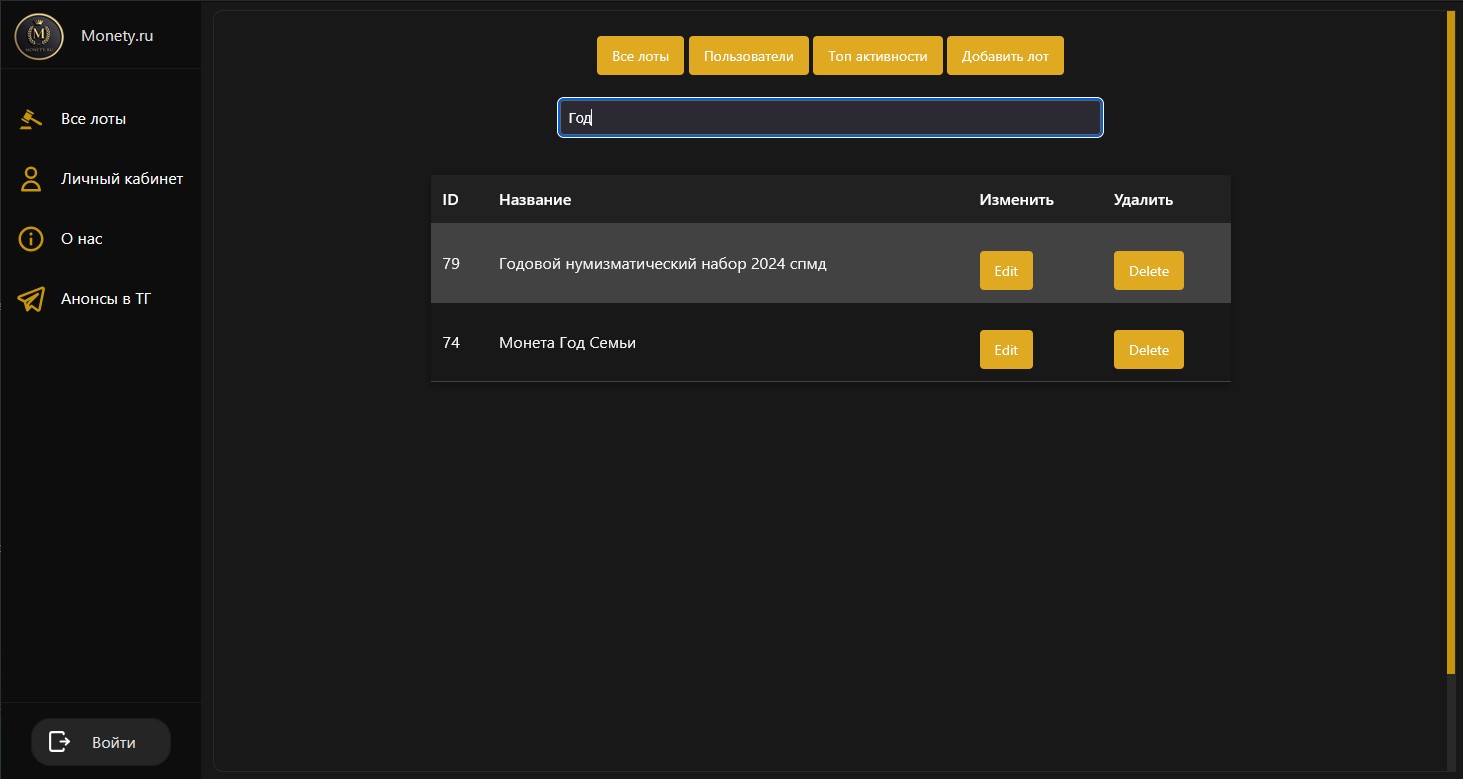 M
MONETY.RU
Monety.ru
Все лоты
Личный кабинет
О нас
Анонсы в ТГ
Войти
Все лоты Пользователи Топ активности Добавить лот
Год
ID Название Изменить Удалить
79 Годовой нумизматический набор 2024 спмд Edit Delete
74 Монета Год Семьи Edit Delete